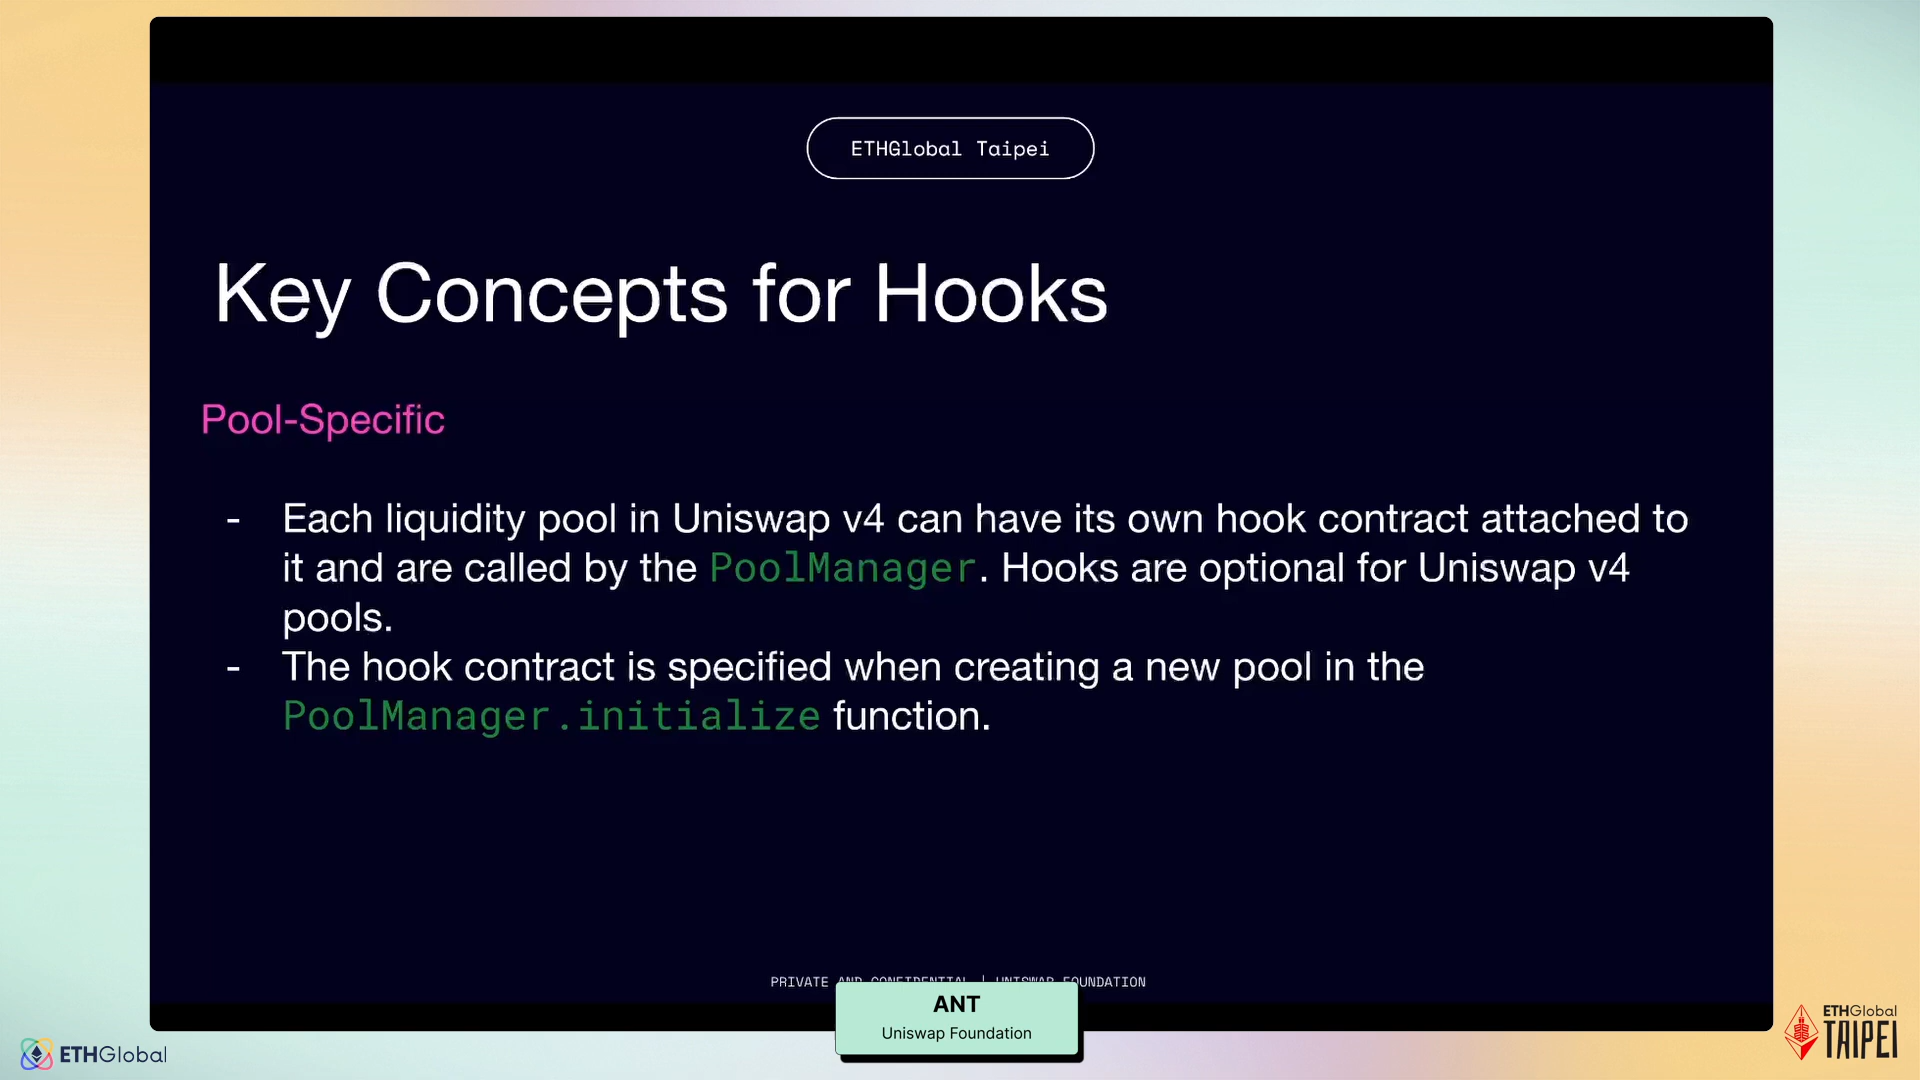 ETHGlobal Taipei
Key Concepts for Hooks
Pool-Specific
- Each liquidity pool in Uniswap v4 can have its own hook contract attached to
it and are called by the PoolManager. Hooks are optional for Uniswap v4
pools.
- The hook contract is specified when creating a new pool in the
PoolManager.initialize function.
PRIVATE AND CONFIDENTIAL | UNISWAP FOUNDATION
ANT
Uniswap Foundation
ETHGlobal
ETHGlobal
TAIPEI